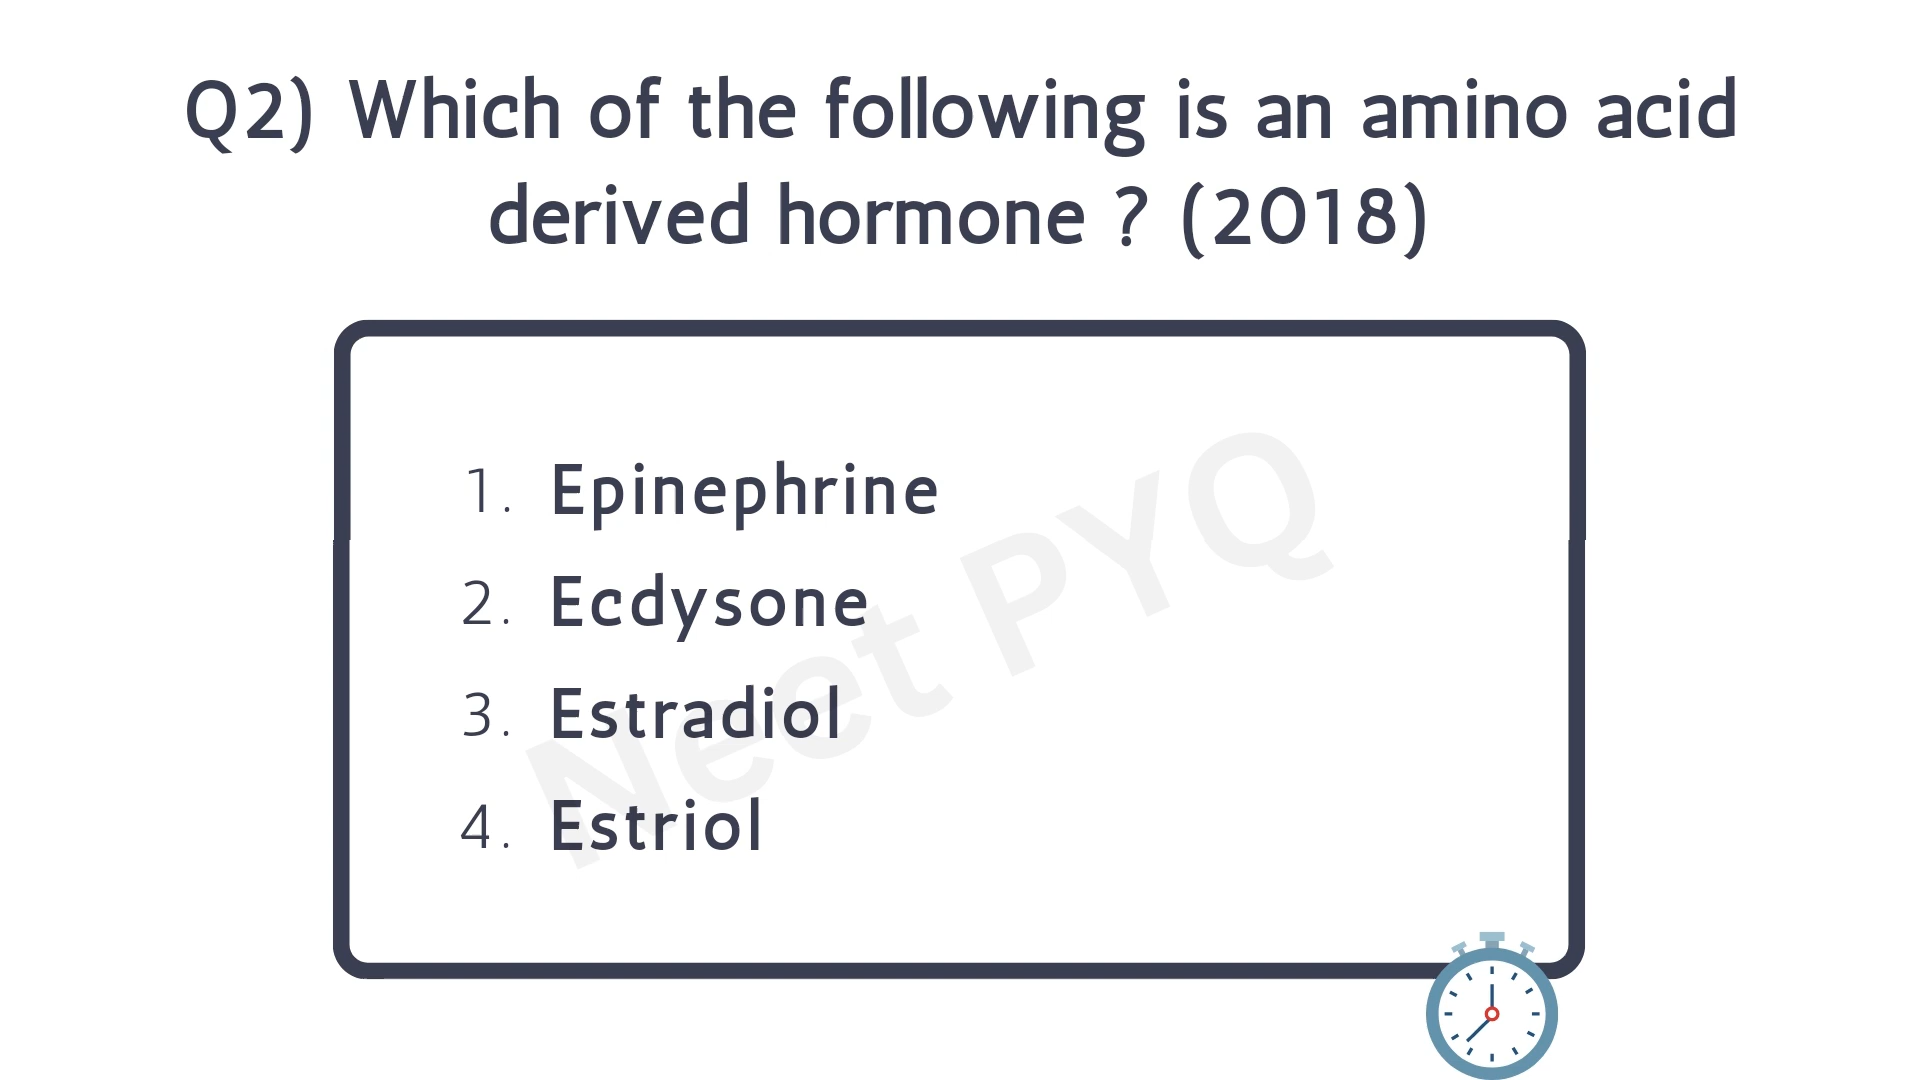 Q2) Which of the following is an amino acid
derived hormone ? (2018)
1. Epinephrine
2. Ecdysone
3. Estradiol
4. Estriol
Neet PYQ